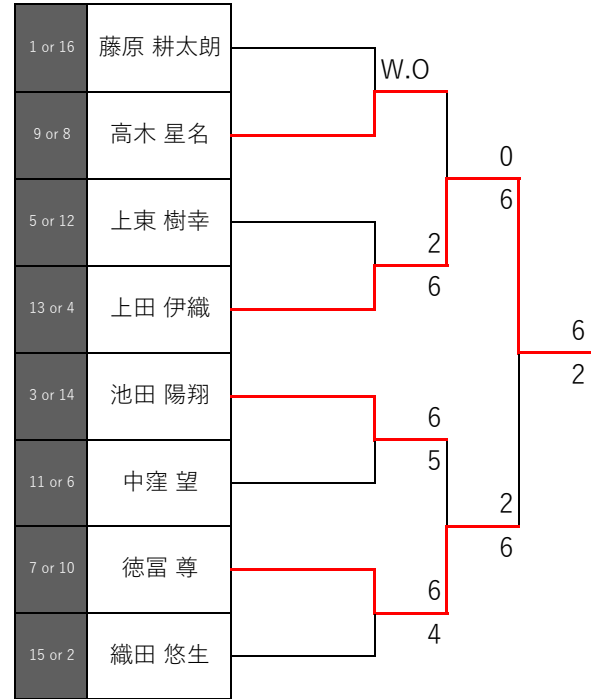 1 or 16 藤原 耕太朗
W.O
9 or 8 高木 星名
0
6
5 or 12 上東 樹幸
2
6
13 or 4 上田 伊織
6
2
3 or 14 池田 陽翔
6
5
11 or 6 中窪 望
2
6
7 or 10 徳冨 尊
6
4
15 or 2 織田 悠生